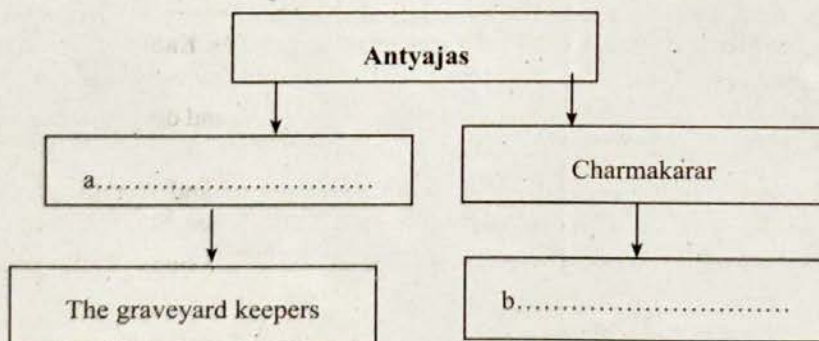 Antyajas
a..............................
Charmakarar
The graveyard keepers
b..............................